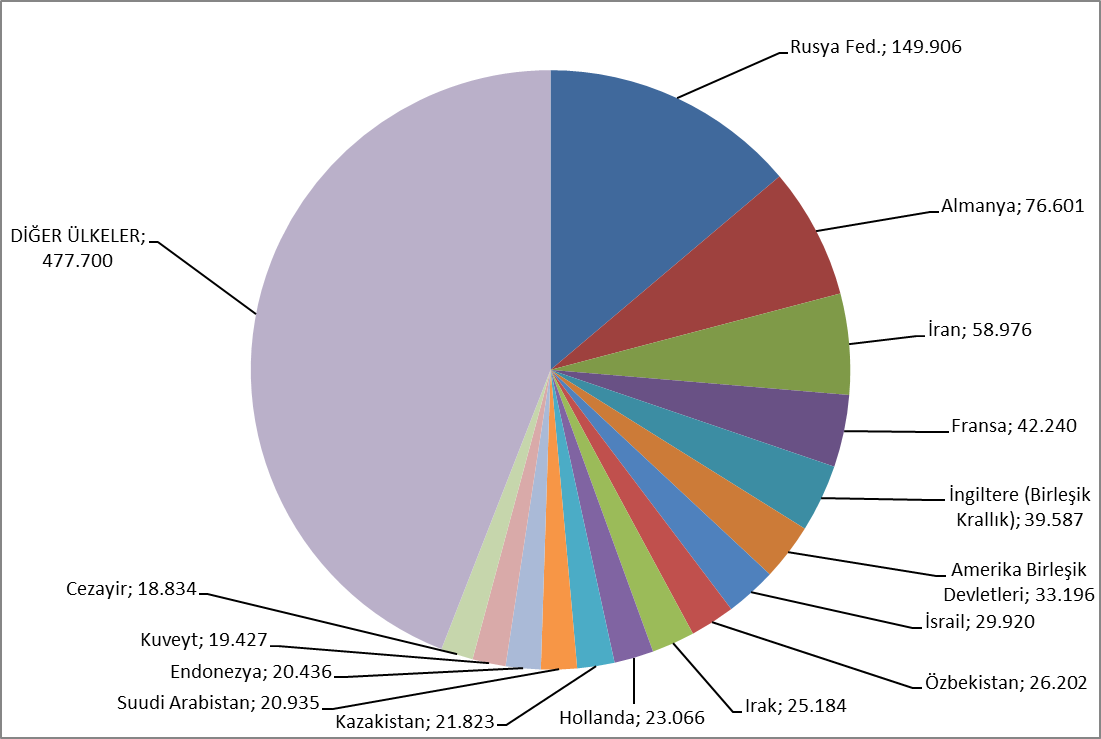 Rusya Fed.; 149.906
Almanya; 76.601
İran; 58.976
Fransa; 42.240
İngiltere (Birleşik
Krallık); 39.587
Amerika Birleşik
Devletleri; 33.196
İsrail; 29.920
Özbekistan; 26.202
Irak; 25.184
Hollanda; 23.066
Kazakistan; 21.823
Suudi Arabistan; 20.935
Endonezya; 20.436
Kuveyt; 19.427
Cezayir; 18.834
DİĞER ÜLKELER;
477.700